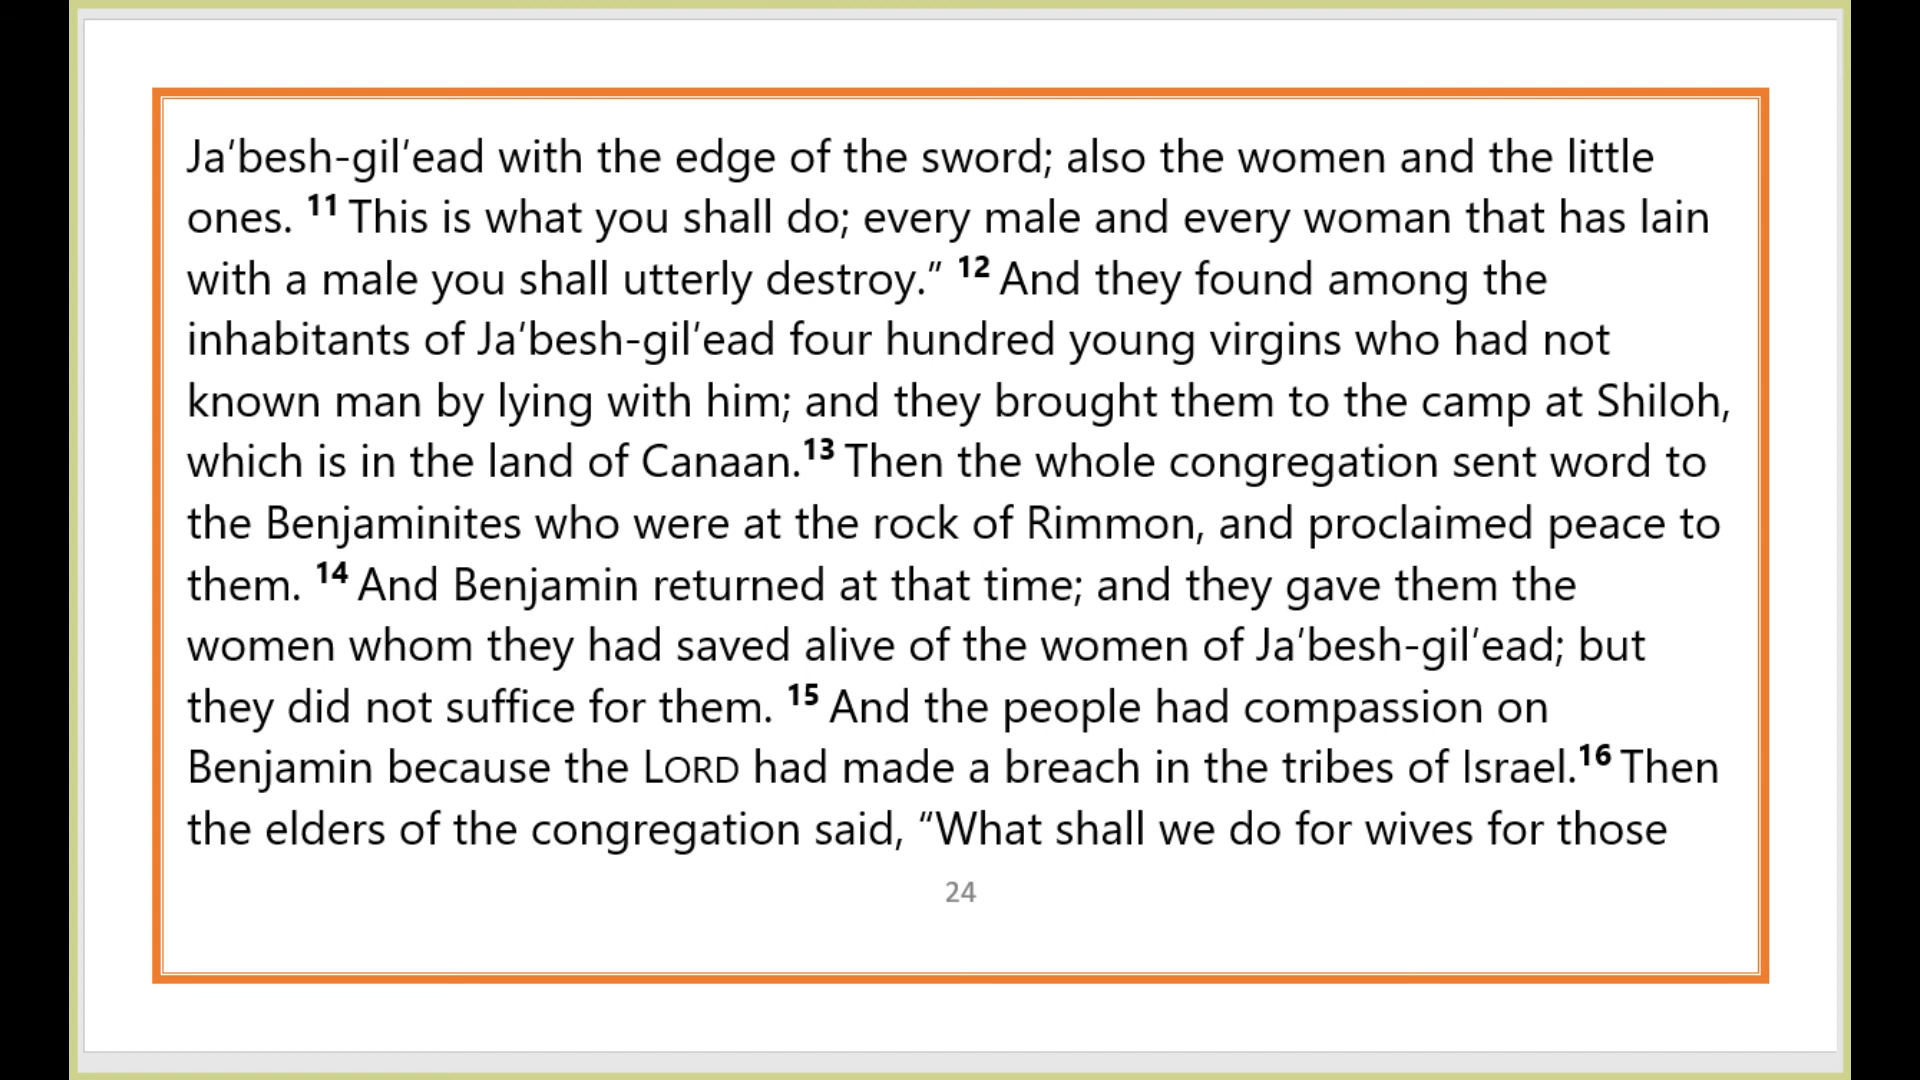 Ja′besh-gil′ead with the edge of the sword; also the women and the little
ones. 11 This is what you shall do; every male and every woman that has lain
with a male you shall utterly destroy.” 12 And they found among the
inhabitants of Ja′besh-gil′ead four hundred young virgins who had not
known man by lying with him; and they brought them to the camp at Shiloh,
which is in the land of Canaan.13 Then the whole congregation sent word to
the Benjaminites who were at the rock of Rimmon, and proclaimed peace to
them. 14 And Benjamin returned at that time; and they gave them the
women whom they had saved alive of the women of Ja′besh-gil′ead; but
they did not suffice for them. 15 And the people had compassion on
Benjamin because the LORD had made a breach in the tribes of Israel.16 Then
the elders of the congregation said, “What shall we do for wives for those
24